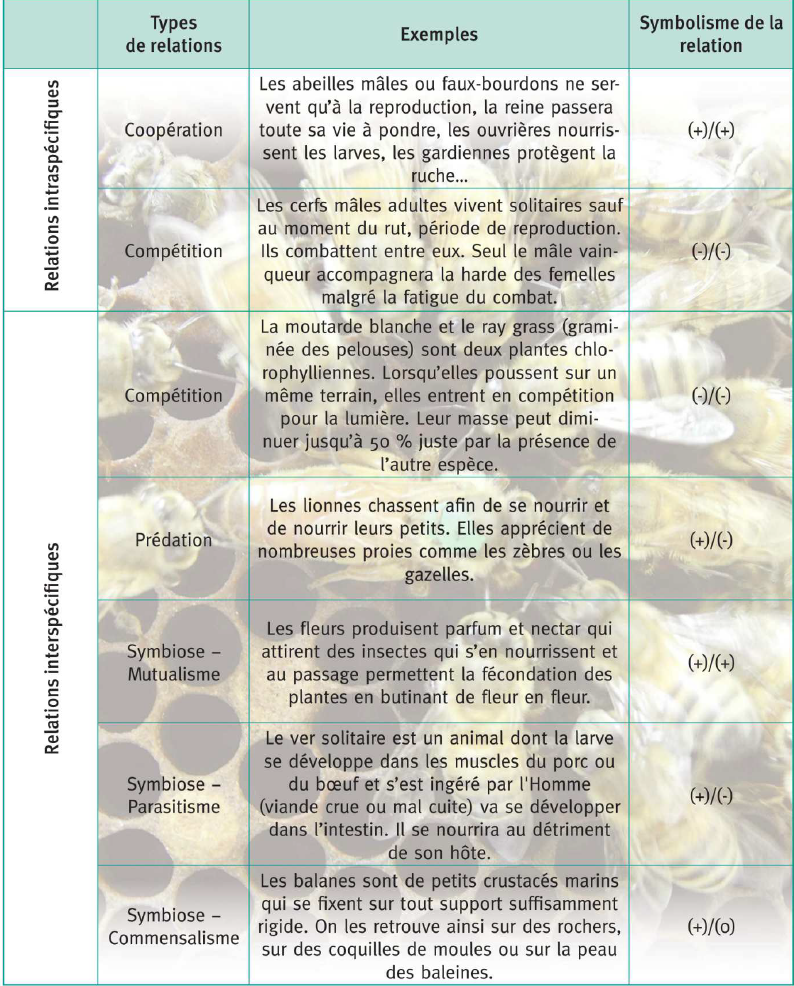 Types
de relations
Exemples
Symbolisme de la
relation
Relations intraspécifiques
Coopération
Les abeilles mâles ou faux-bourdons ne ser-
vent qu'à la reproduction, la reine passera
toute sa vie à pondre, les ouvrières nourris-
sent les larves, les gardiennes protègent la
ruche...
(+)/(+)
Compétition
Les cerfs mâles adultes vivent solitaires sauf
au moment du rut, période de reproduction.
Ils combattent entre eux. Seul le mâle vain-
queur accompagnera la harde des femelles
malgré la fatigue du combat.
(-)/(-)
Relations interspécifiques
Compétition
La moutarde blanche et le ray grass (grami-
née des pelouses) sont deux plantes chlo-
rophylliennes. Lorsqu'elles poussent sur un
même terrain, elles entrent en compétition
pour la lumière. Leur masse peut dimi-
nuer jusqu'à 50 % juste par la présence de
l'autre espèce.
(-)/(-)
Prédation
Les lionnes chassent afin de se nourrir et
de nourrir leurs petits. Elles apprécient de
nombreuses proies comme les zèbres ou les
gazelles.
(+)/(-)
Symbiose –
Mutualisme
Les fleurs produisent parfum et nectar qui
attirent des insectes qui s'en nourrissent et
au passage permettent la fécondation des
plantes en butinant de fleur en fleur.
(+)/(+)
Symbiose –
Parasitisme
Le ver solitaire est un animal dont la larve
se développe dans les muscles du porc ou
du bœuf et s'est ingéré par l'Homme
(viande crue ou mal cuite) va se développer
dans l'intestin. Il se nourrira au détriment
de son hôte.
(+)/(-)
Symbiose –
Commensalisme
Les balanes sont de petits crustacés marins
qui se fixent sur tout support suffisamment
rigide. On les retrouve ainsi sur des rochers,
sur des coquilles de moules ou sur la peau
des baleines.
(+)/(o)